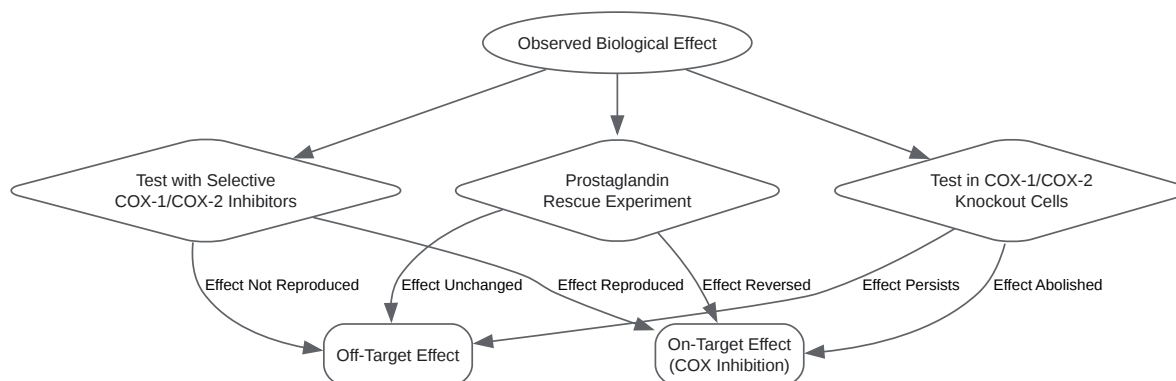 Observed Biological Effect
Test with Selective
COX-1/COX-2 Inhibitors
Prostaglandin
Rescue Experiment
Test in COX-1/COX-2
Knockout Cells
Effect Not Reproduced
Effect Unchanged
Effect Reproduced
Effect Reversed
Effect Persists
Effect Abolished
Off-Target Effect
On-Target Effect
(COX Inhibition)